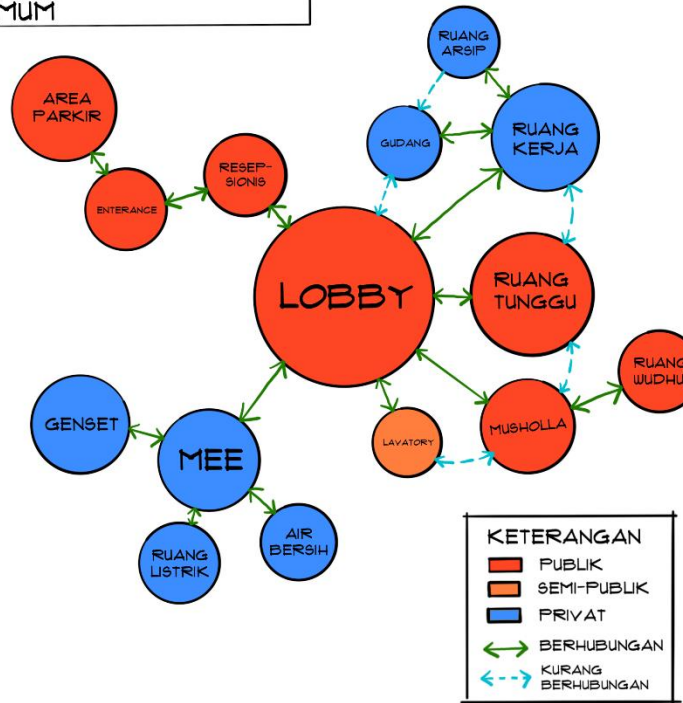 MUM
RUANG
ARSIP
AREA
PARKIR
GUDANG
RUANG
KERJA
RESEP-
SIONIS
ENTERANCE
LOBBY
RUANG
TUNGGU
RUANG
WUDHU
GENSET
MEE
LAVATORY
MUSHOLLA
RUANG
LISTRIK
AIR
BERSIH
KETERANGAN
PUBLIK
SEMI-PUBLIK
PRIVAT
BERHUBUNGAN
KURANG
BERHUBUNGAN